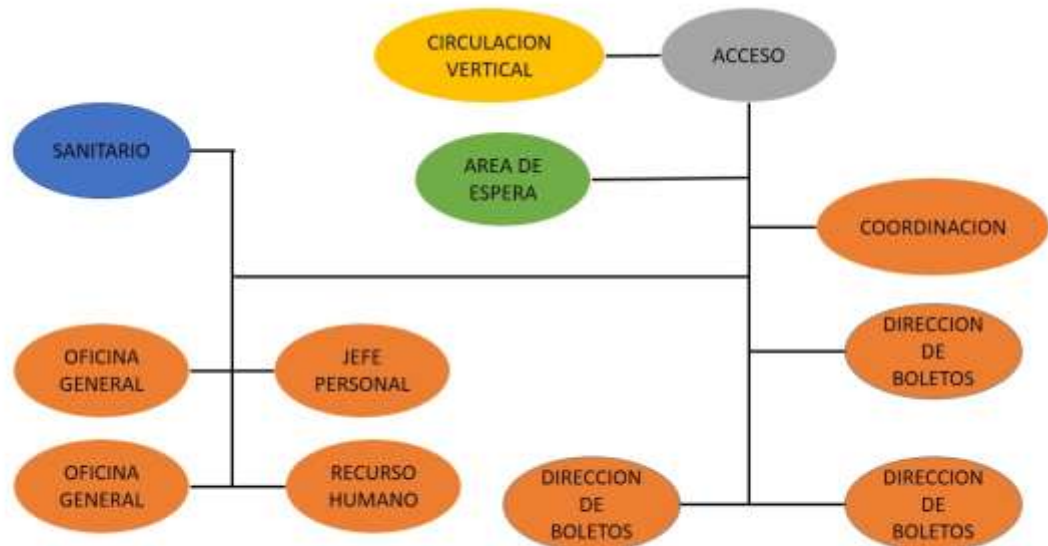 CIRCULACION
VERTICAL
ACCESO
SANITARIO
AREA DE
ESPERA
COORDINACION
OFICINA
GENERAL
JEFE
PERSONAL
DIRECCION
DE
BOLETOS
OFICINA
GENERAL
RECURSO
HUMANO
DIRECCION
DE
BOLETOS
DIRECCION
DE
BOLETOS